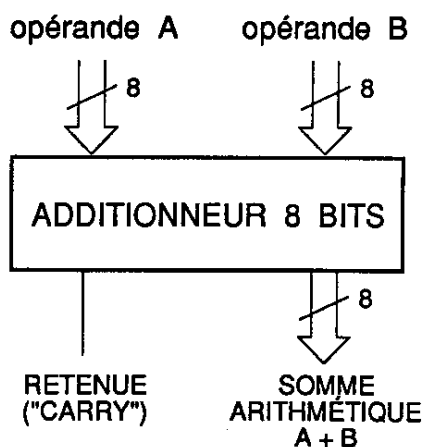 opérande A
opérande B
8
8
ADDITIONNEUR 8 BITS
8
RETENUE
("CARRY")
SOMME
ARITHMÉTIQUE
A + B